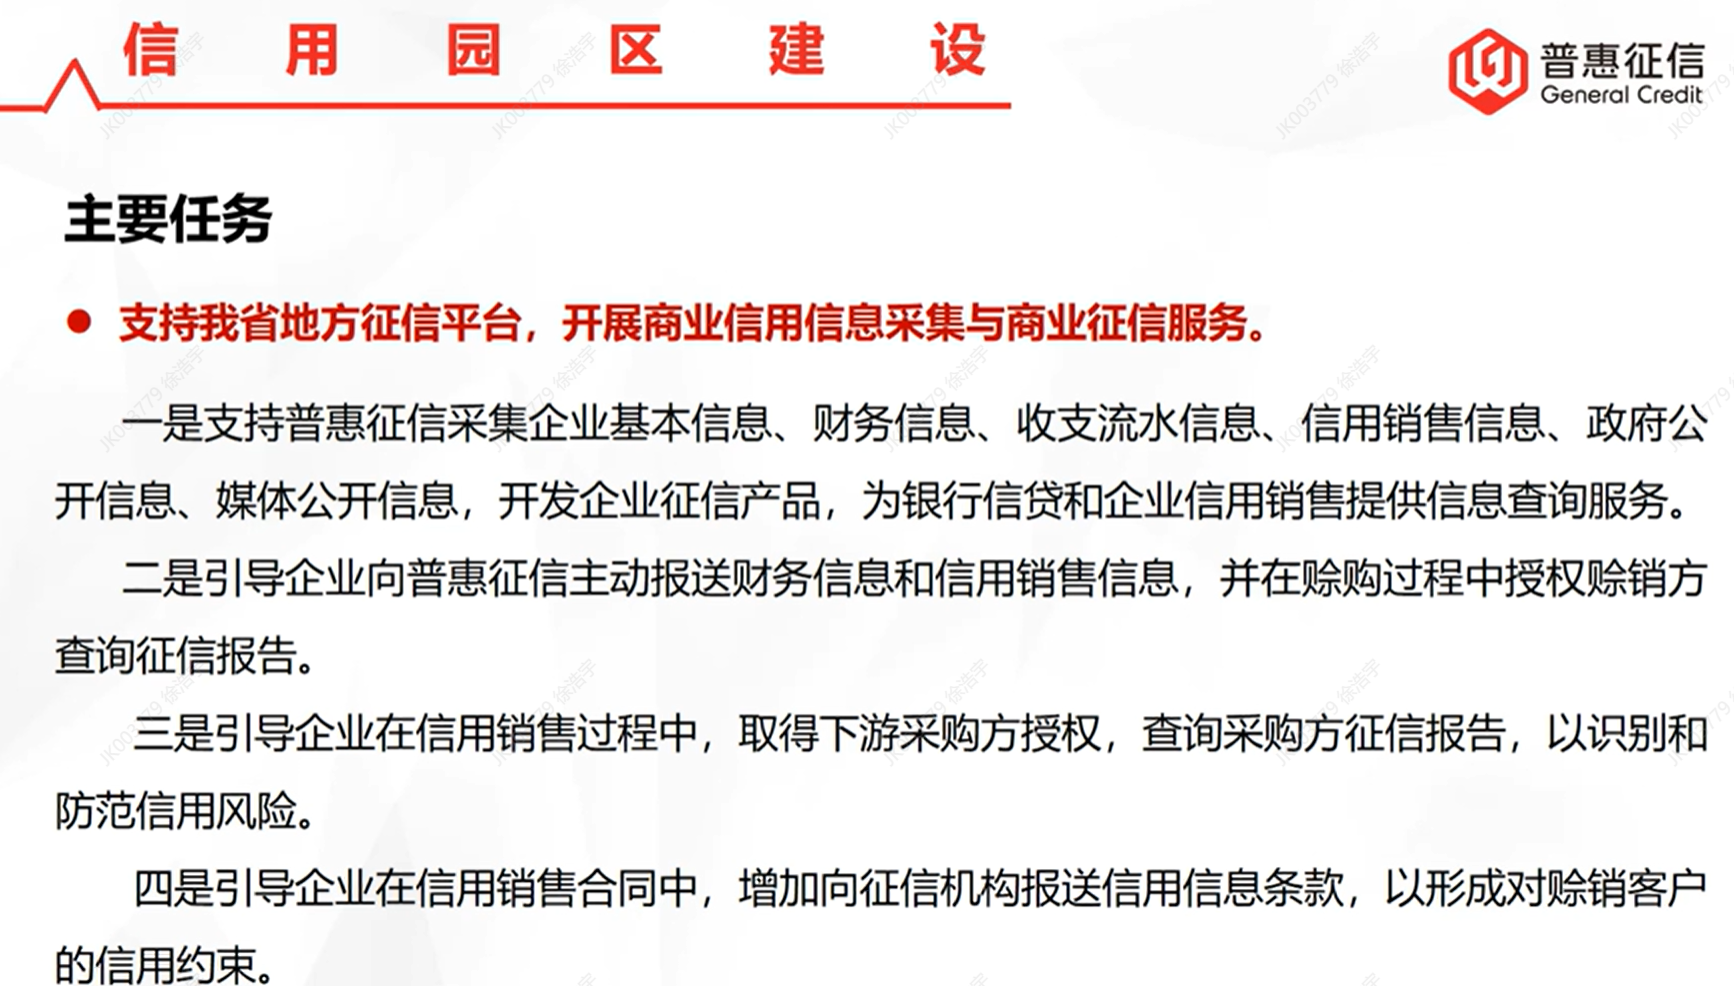 信用园区建设
普惠征信
General Credit
主要任务
● 支持我省地方征信平台，开展商业信用信息采集与商业征信服务。
一是支持普惠征信采集企业基本信息、财务信息、收支流水信息、信用销售信息、政府公
开信息、媒体公开信息，开发企业征信产品，为银行信贷和企业信用销售提供信息查询服务。
二是引导企业向普惠征信主动报送财务信息和信用销售信息，并在赊购过程中授权赊销方
查询征信报告。
三是引导企业在信用销售过程中，取得下游采购方授权，查询采购方征信报告，以识别和
防范信用风险。
四是引导企业在信用销售合同中，增加向征信机构报送信用信息条款，以形成对赊销客户
的信用约束。
JK003779 徐浩宇